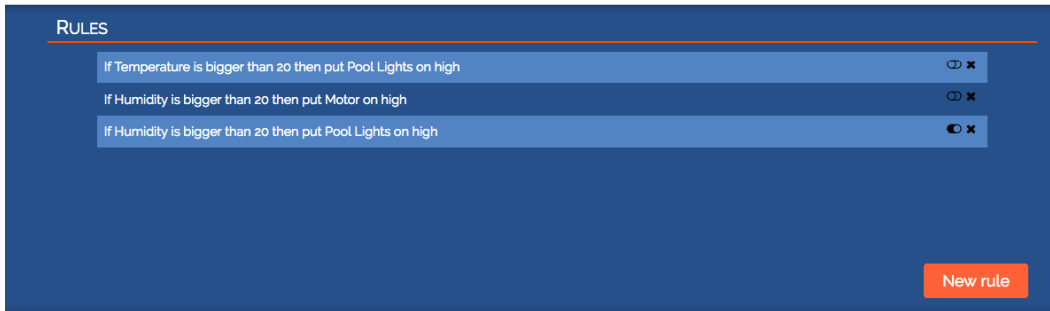 RULES
If Temperature is bigger than 20 then put Pool Lights on high
If Humidity is bigger than 20 then put Motor on high
If Humidity is bigger than 20 then put Pool Lights on high
New rule